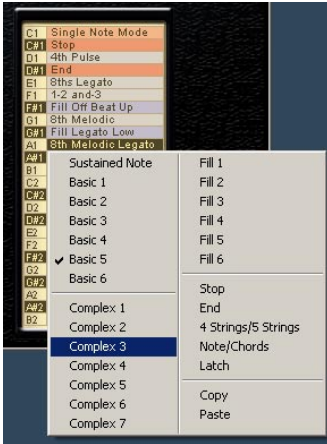 C1 Single Note Mode
C#1 Stop
D1 4th Pulse
D#1 End
E1 8ths Legato
F1 1-2 and-3
F#1 Fill Off Beat Up
G1 8th Melodic
G#1 Fill Legato Low
A1 8th Melodic Legato
A#1
B1
C2
C#2
D2
D#2
E2
F2
F#2
G2
G#2
A2
A#2
B2
Sustained Note
Basic 1
Basic 2
Basic 3
Basic 4
Basic 5
Basic 6
Complex 1
Complex 2
Complex 3
Complex 4
Complex 5
Complex 6
Complex 7
Fill 1
Fill 2
Fill 3
Fill 4
Fill 5
Fill 6
Stop
End
4 Strings/5 Strings
Note/Chords
Latch
Copy
Paste